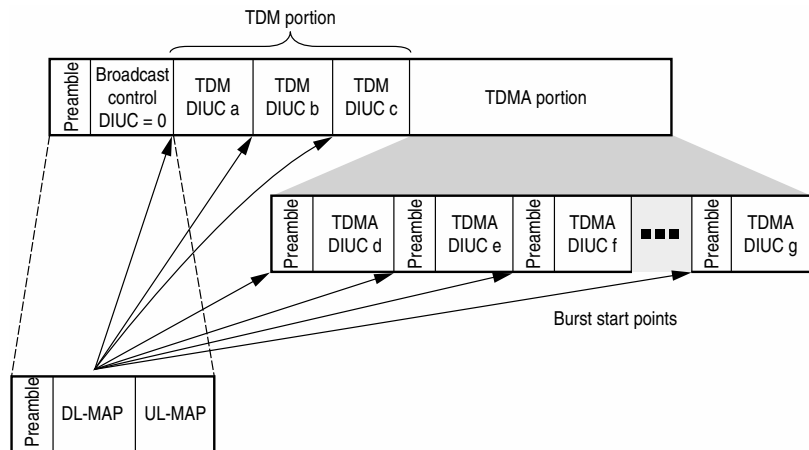 TDM portion
Preamble
Broadcast
control
DIUC = 0
TDM
DIUC a
TDM
DIUC b
TDM
DIUC c
TDMA portion
Preamble
TDMA
DIUC d
Preamble
TDMA
DIUC e
Preamble
TDMA
DIUC f
Preamble
TDMA
DIUC g
Burst start points
Preamble
DL-MAP
UL-MAP